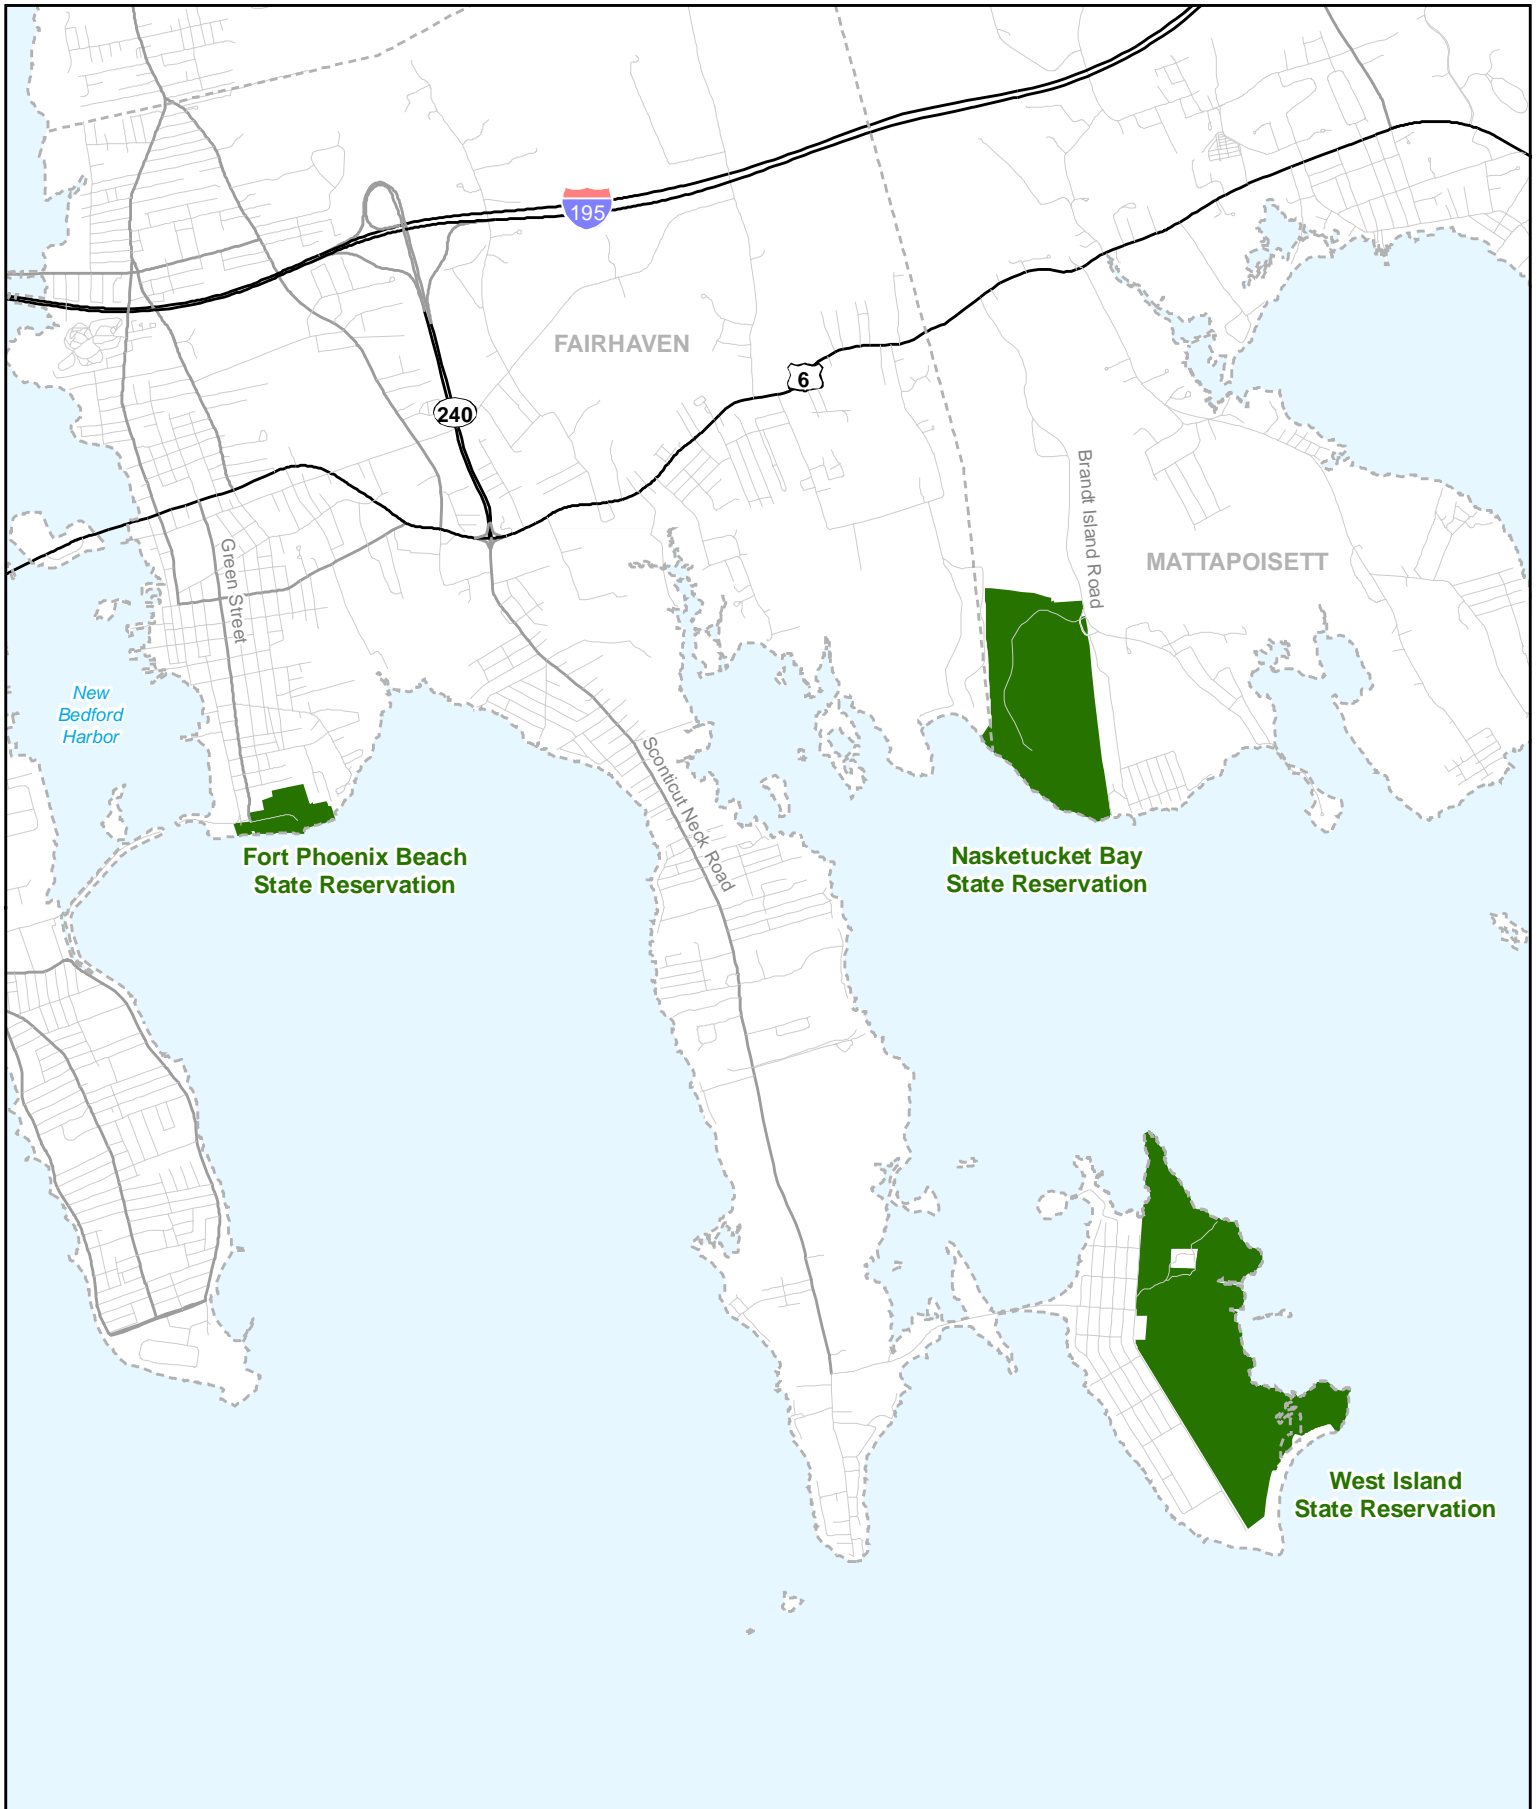 195
FAIRHAVEN
6
240
Brandt Island Road
MATTAPOISETT
Green Street
New
Bedford
Harbor
Sconticut Neck Road
Fort Phoenix Beach
State Reservation
Nasketucket Bay
State Reservation
West Island
State Reservation